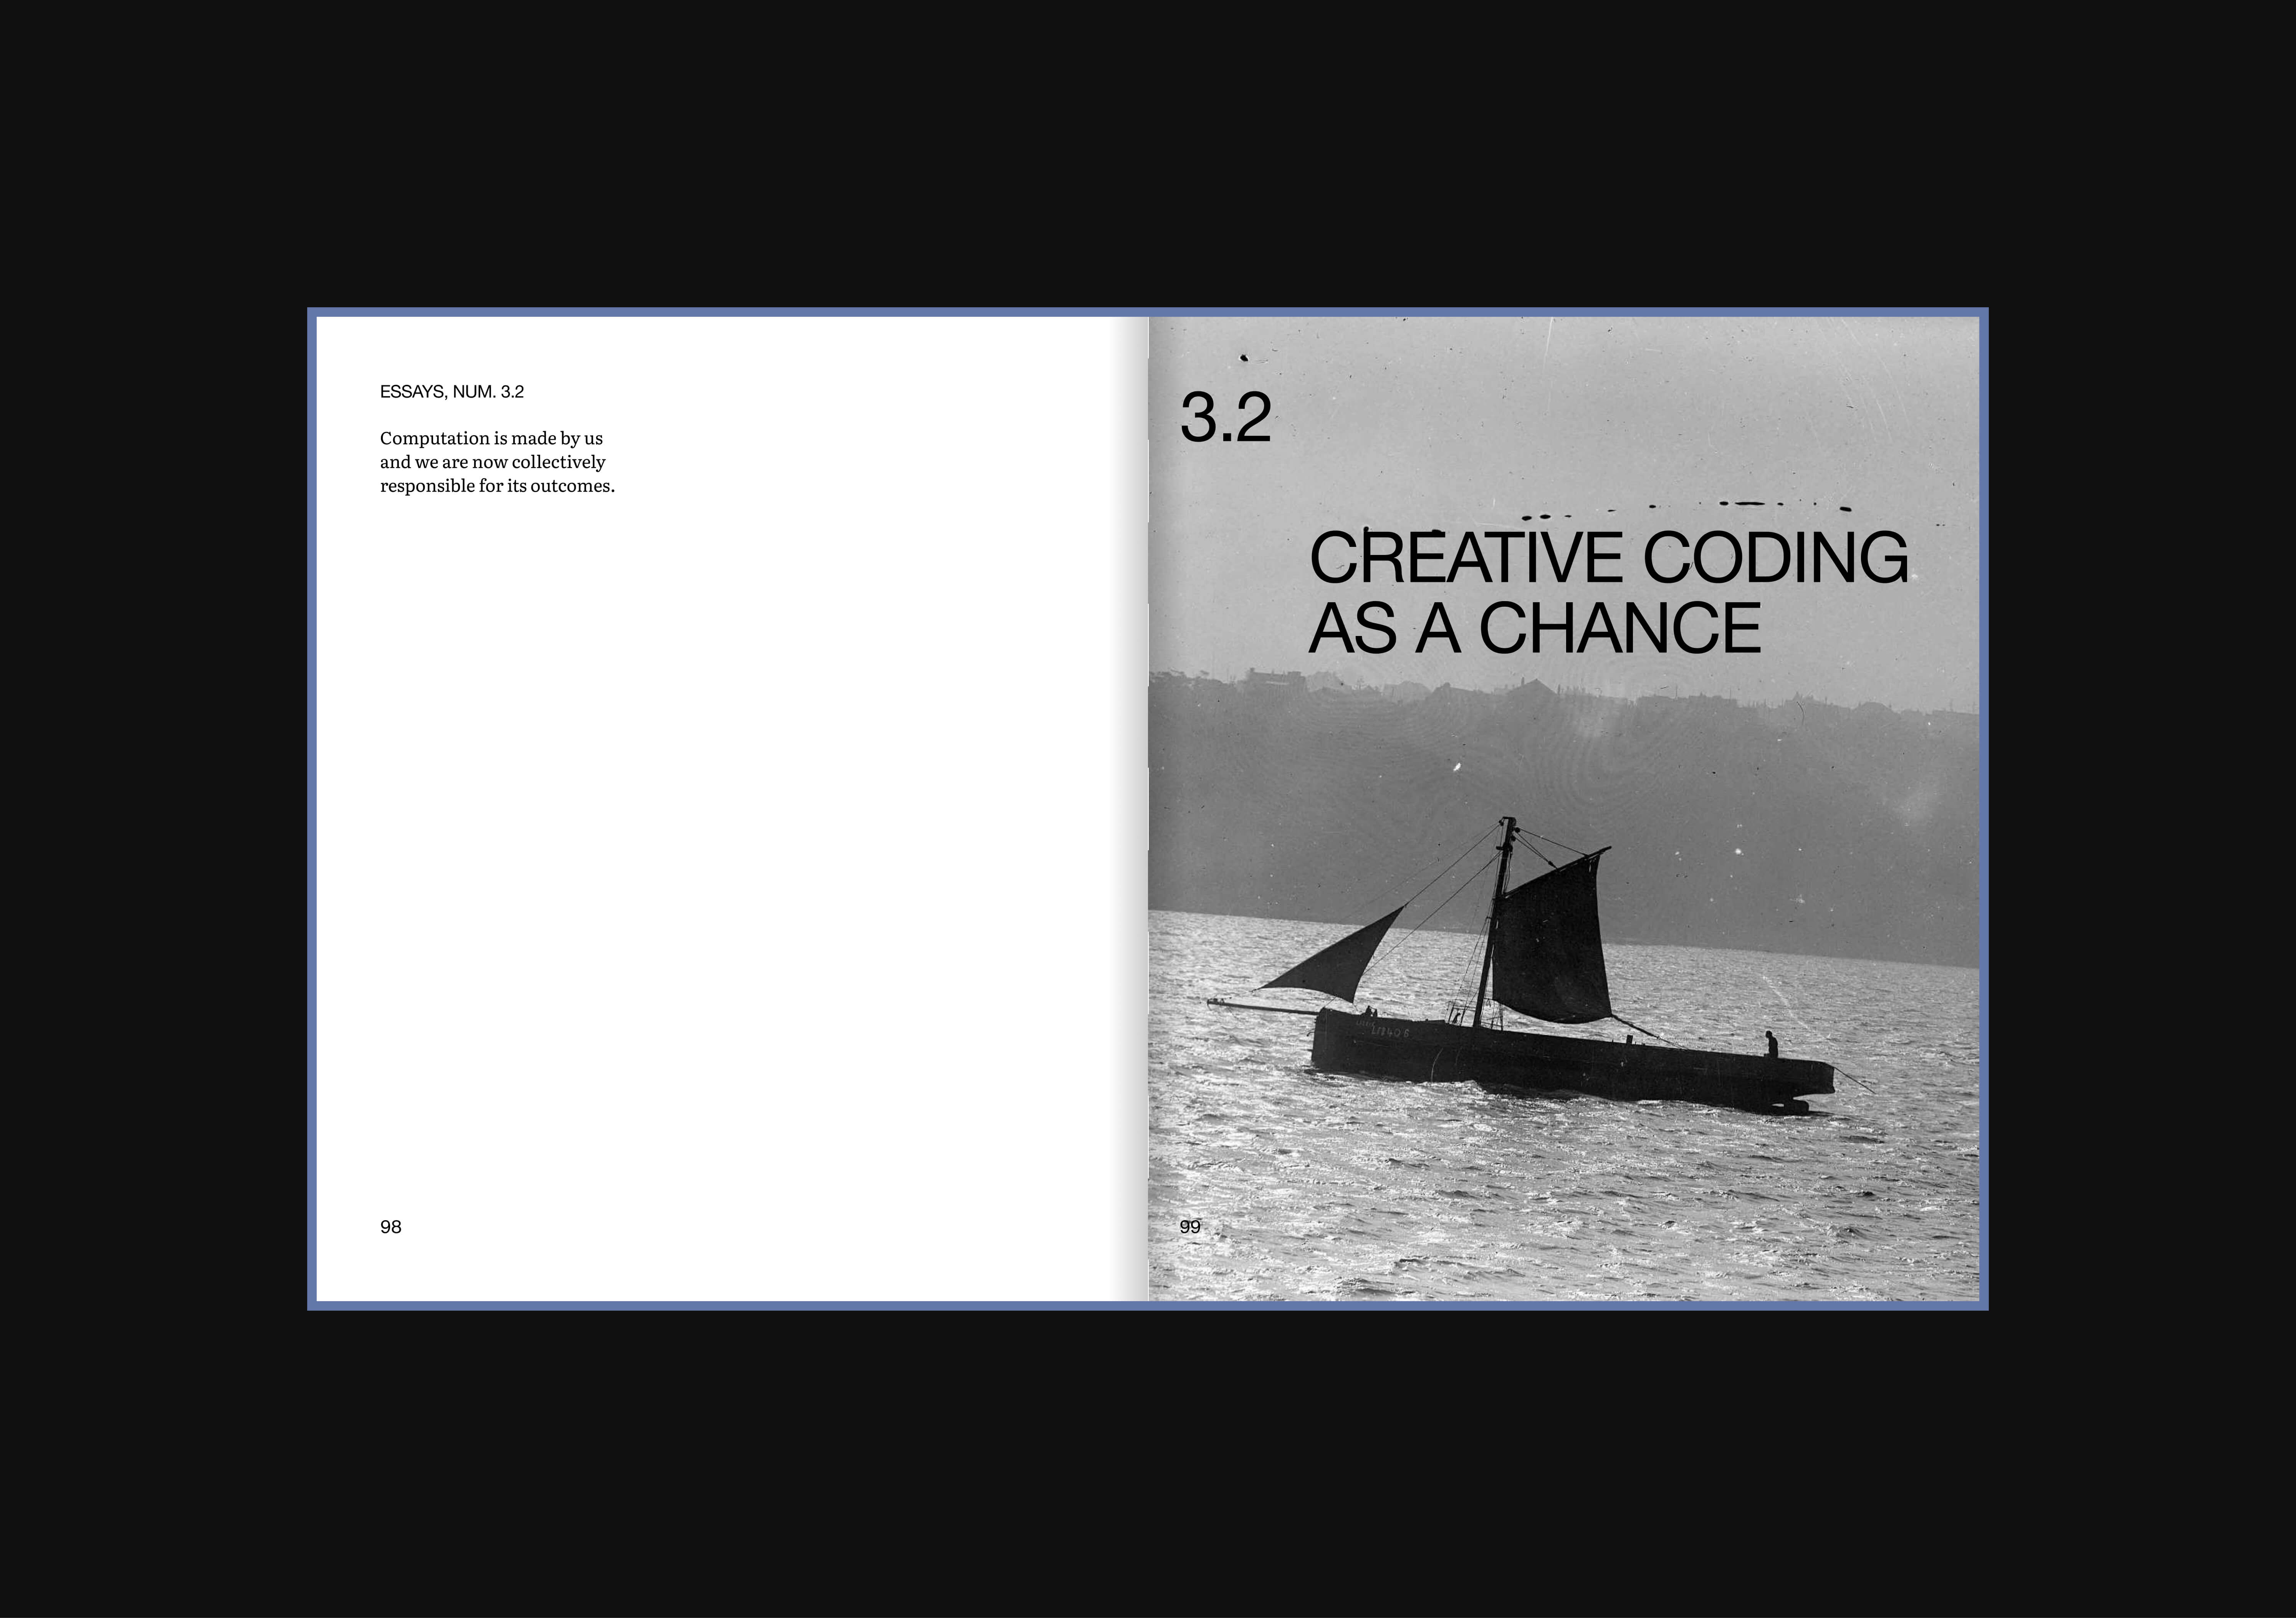 ESSAYS, NUM. 3.2
Computation is made by us
and we are now collectively
responsible for its outcomes.
98
3.2
CREATIVE CODING
AS A CHANCE
99